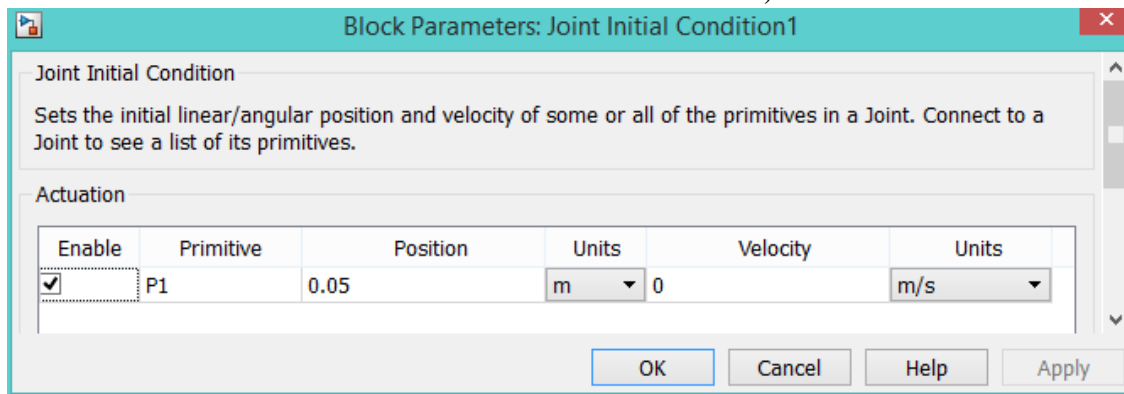 Block Parameters: Joint Initial Condition1
Joint Initial Condition
Sets the initial linear/angular position and velocity of some or all of the primitives in a Joint. Connect to a
Joint to see a list of its primitives.
Actuation
Enable Primitive Position Units Velocity Units
P1 0.05 m 0 m/s
OK Cancel Help Apply